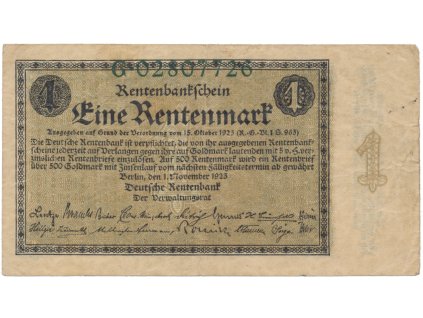 G·02807726
Rentenbankschein
1 Eine Rentenmark 1
Ausgegeben auf Grund der Verordnung vom 15. Oktober 1923 (R.-G.-Bl. I S. 963)
Die Deutsche Rentenbank ist verpflichtet, die von ihr ausgegebenen Rentenbank-
scheine jederzeit auf Verlangen gegen ihre auf Goldmark lautenden mit 5 v. H. ver-
zinslichen Rentenbriefe einzulösen. Auf 500 Rentenmark wird ein Rentenbrief
über 500 Goldmark mit Zinsenlauf vom nächsten Fälligkeitstermin ab gewährt
Berlin, den 1. November 1923
Deutsche Rentenbank
Der Verwaltungsrat
1